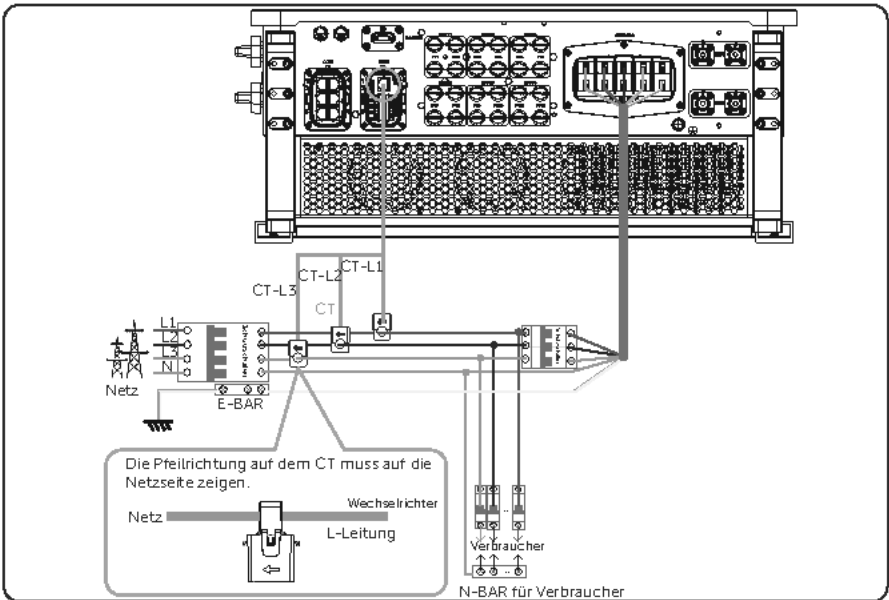 CT-L1
CT-L2
CT-L3
CT
L1
L2
L3
N
Netz
E-BAR
Die Pfeilrichtung auf dem CT muss auf die
Netzseite zeigen.
Wechselrichter
Netz
L-Leitung
Verbraucher
N-BAR für Verbraucher